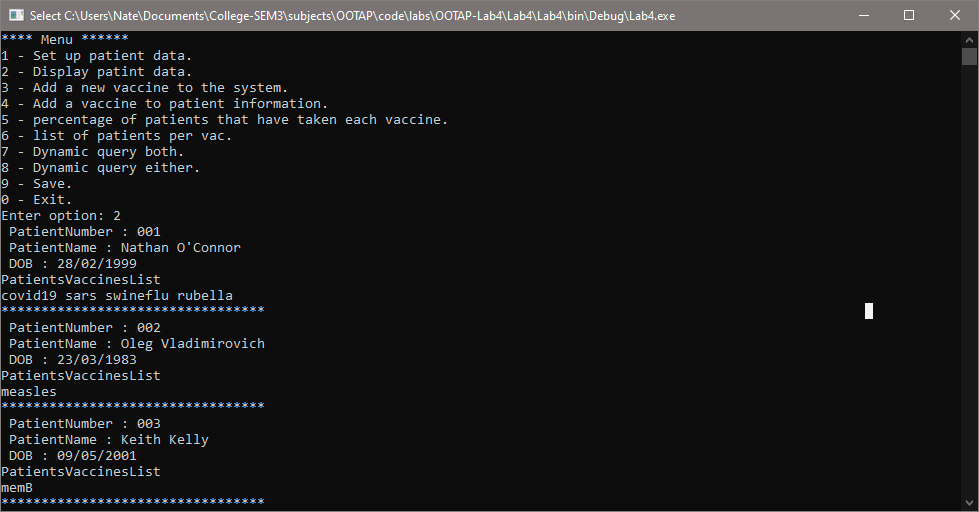 Select C:\Users\Nate\Documents\College-SEM3\subjects\OOTAP\code\labs\OOTAP-Lab4\Lab4\Lab4\bin\Debug\Lab4.exe
**** Menu ******
1 - Set up patient data.
2 - Display patint data.
3 - Add a new vaccine to the system.
4 - Add a vaccine to patient information.
5 - percentage of patients that have taken each vaccine.
6 - list of patients per vac.
7 - Dynamic query both.
8 - Dynamic query either.
9 - Save.
0 - Exit.
Enter option: 2
 PatientNumber : 001
 PatientName : Nathan O'Connor
 DOB : 28/02/1999
PatientsVaccinesList
covid19 sars swineflu rubella
*********************************
 PatientNumber : 002
 PatientName : Oleg Vladimirovich
 DOB : 23/03/1983
PatientsVaccinesList
measles
*********************************
 PatientNumber : 003
 PatientName : Keith Kelly
 DOB : 09/05/2001
PatientsVaccinesList
memB
*********************************